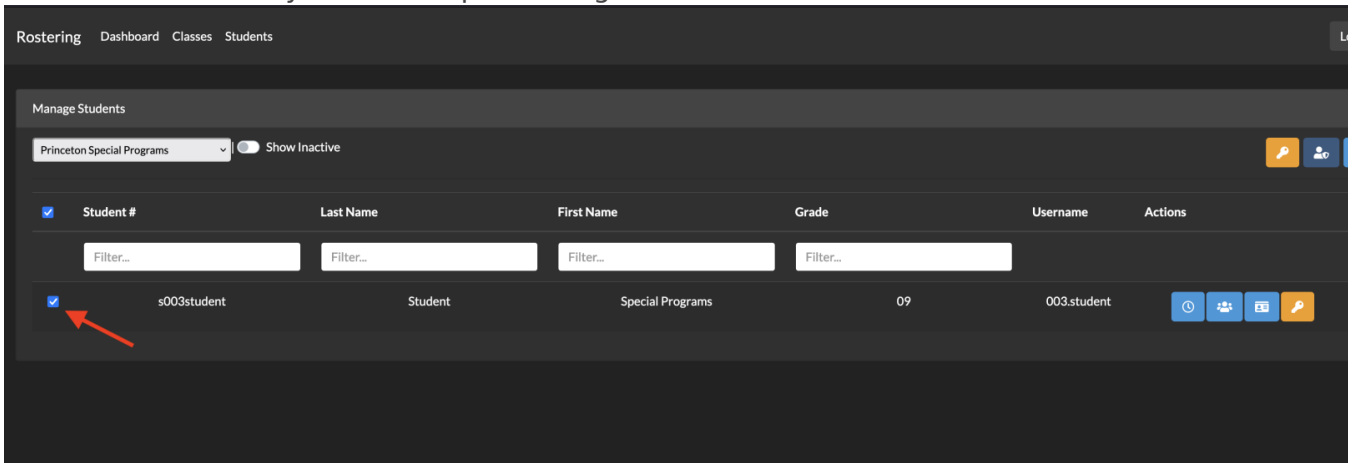 Rostering Dashboard Classes Students
Manage Students
Princeton Special Programs | Show Inactive
Student # Last Name First Name Grade Username Actions
Filter... Filter... Filter... Filter...
s003student Student Special Programs 09 003.student